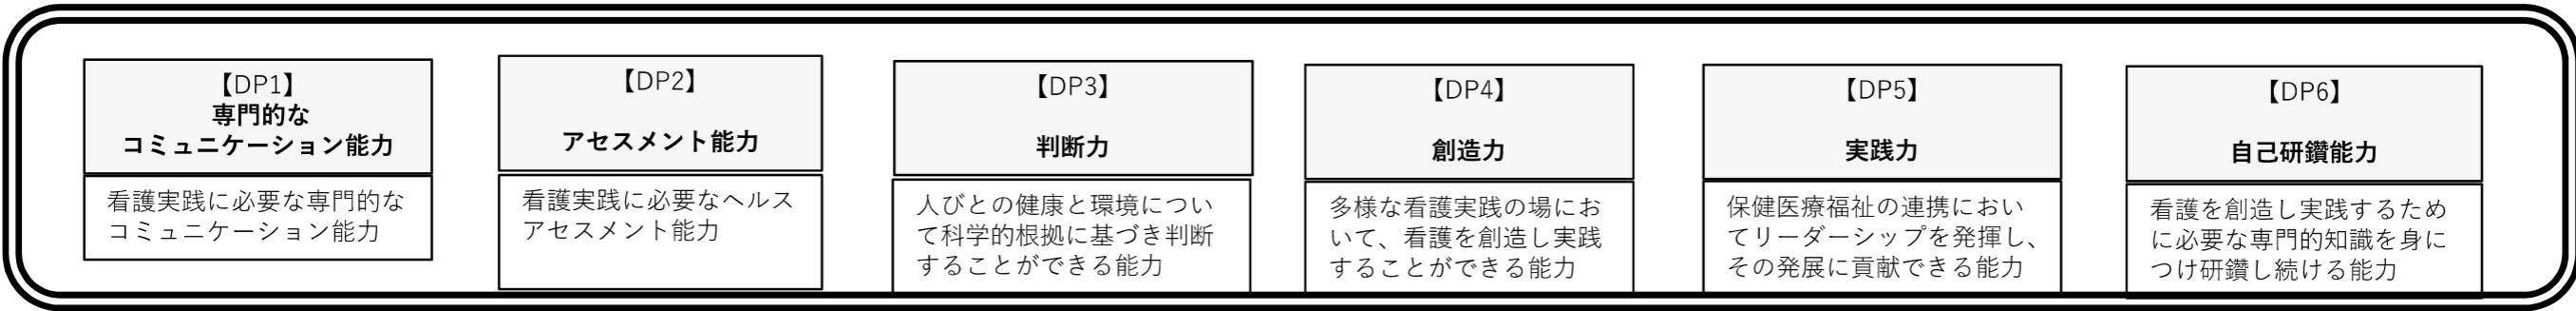 【DP1】
専門的な
コミュニケーション能力
看護実践に必要な専門的な
コミュニケーション能力
【DP2】
アセスメント能力
看護実践に必要なヘルス
アセスメント能力
【DP3】
判断力
人びとの健康と環境につい
て科学的根拠に基づき判断
することができる能力
【DP4】
創造力
多様な看護実践の場にお
いて、看護を創造し実践
することができる能力
【DP5】
実践力
保健医療福祉の連携におい
てリーダーシップを発揮し、
その発展に貢献できる能力
【DP6】
自己研鑽能力
看護を創造し実践するため
に必要な専門的知識を身に
つけ研鑽し続ける能力